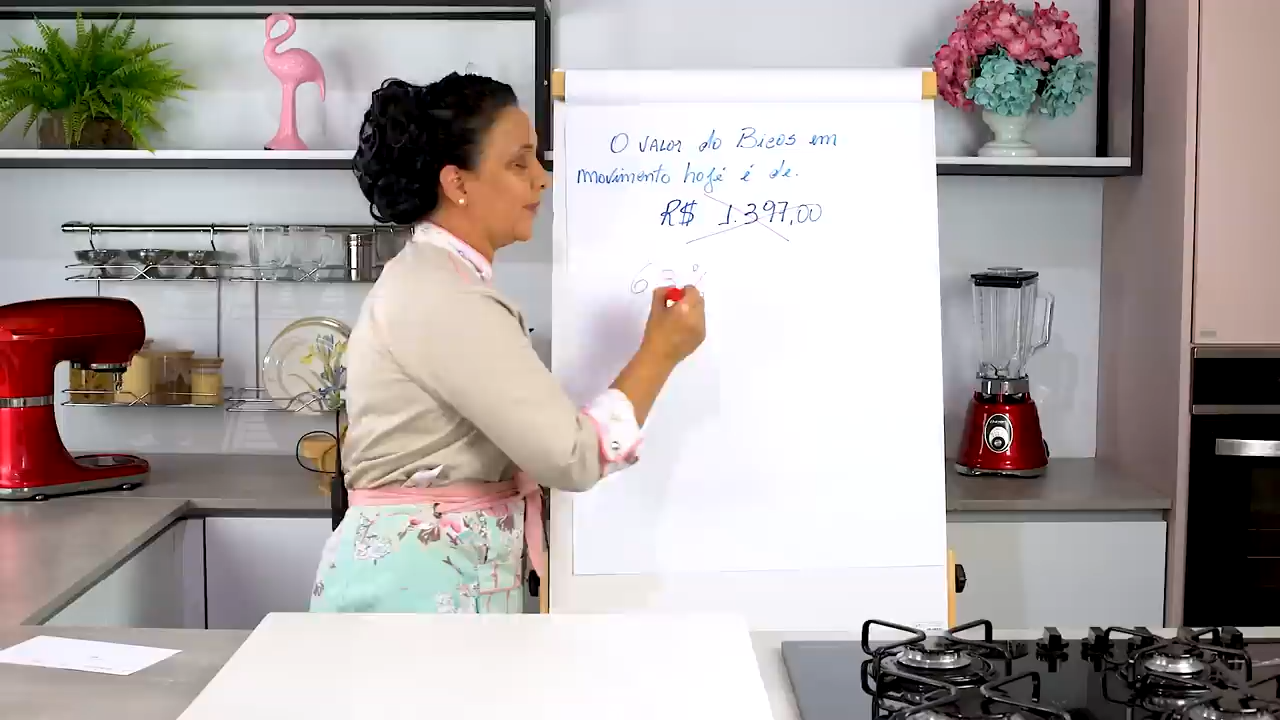 O VALOR do Bicos em
movimento hoje é de.
R$ 1.397,00